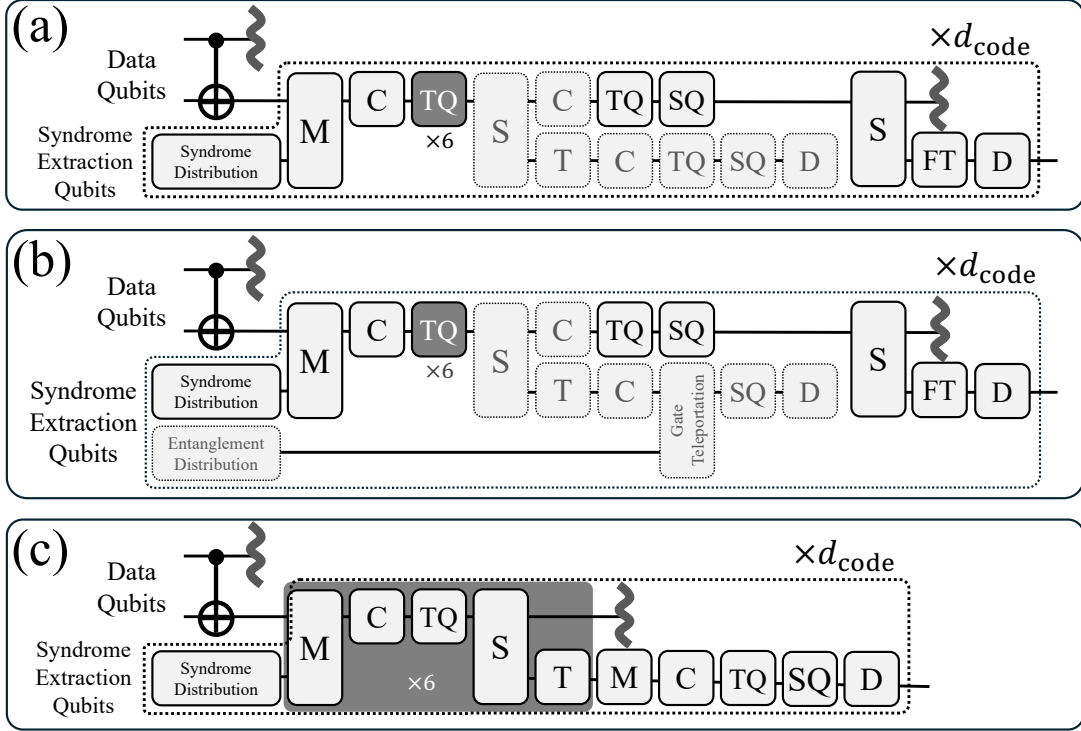 (a)
×d_code
Data
Qubits
Syndrome
Extraction
Qubits
Syndrome
Distribution
M
C
TQ
×6
S
C
TQ
SQ
T
C
TQ
SQ
D
S
FT
D
(b)
×d_code
Data
Qubits
Syndrome
Extraction
Qubits
Syndrome
Distribution
Entanglement
Distribution
M
C
TQ
×6
S
C
TQ
SQ
T
C
Gate
Teleportation
SQ
D
S
FT
D
(c)
×d_code
Data
Qubits
Syndrome
Extraction
Qubits
Syndrome
Distribution
M
C
TQ
×6
S
T
M
C
TQ
SQ
D